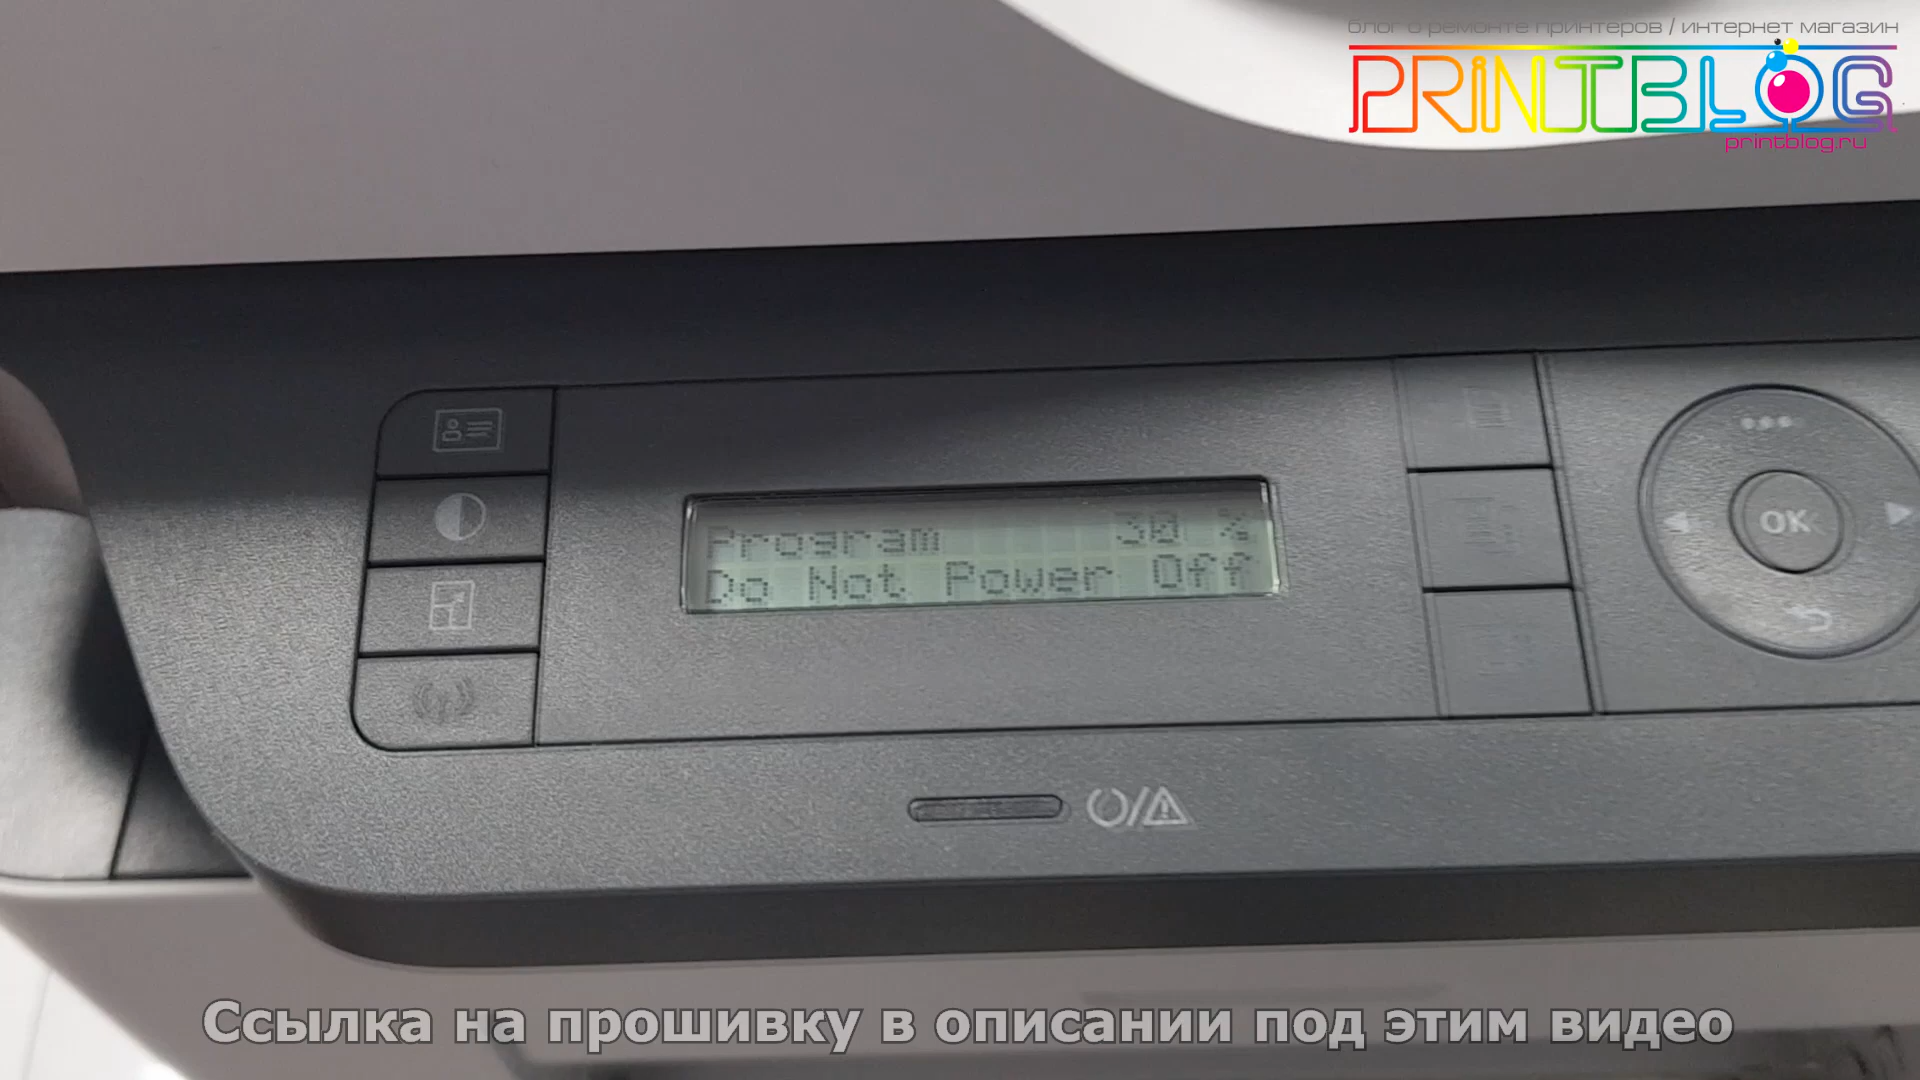 блог о ремонте принтеров / интернет магазин
PRINTBLOG
printblog.ru
Program 30 %
Do Not Power Off
OK
Ссылка на прошивку в описании под этим видео